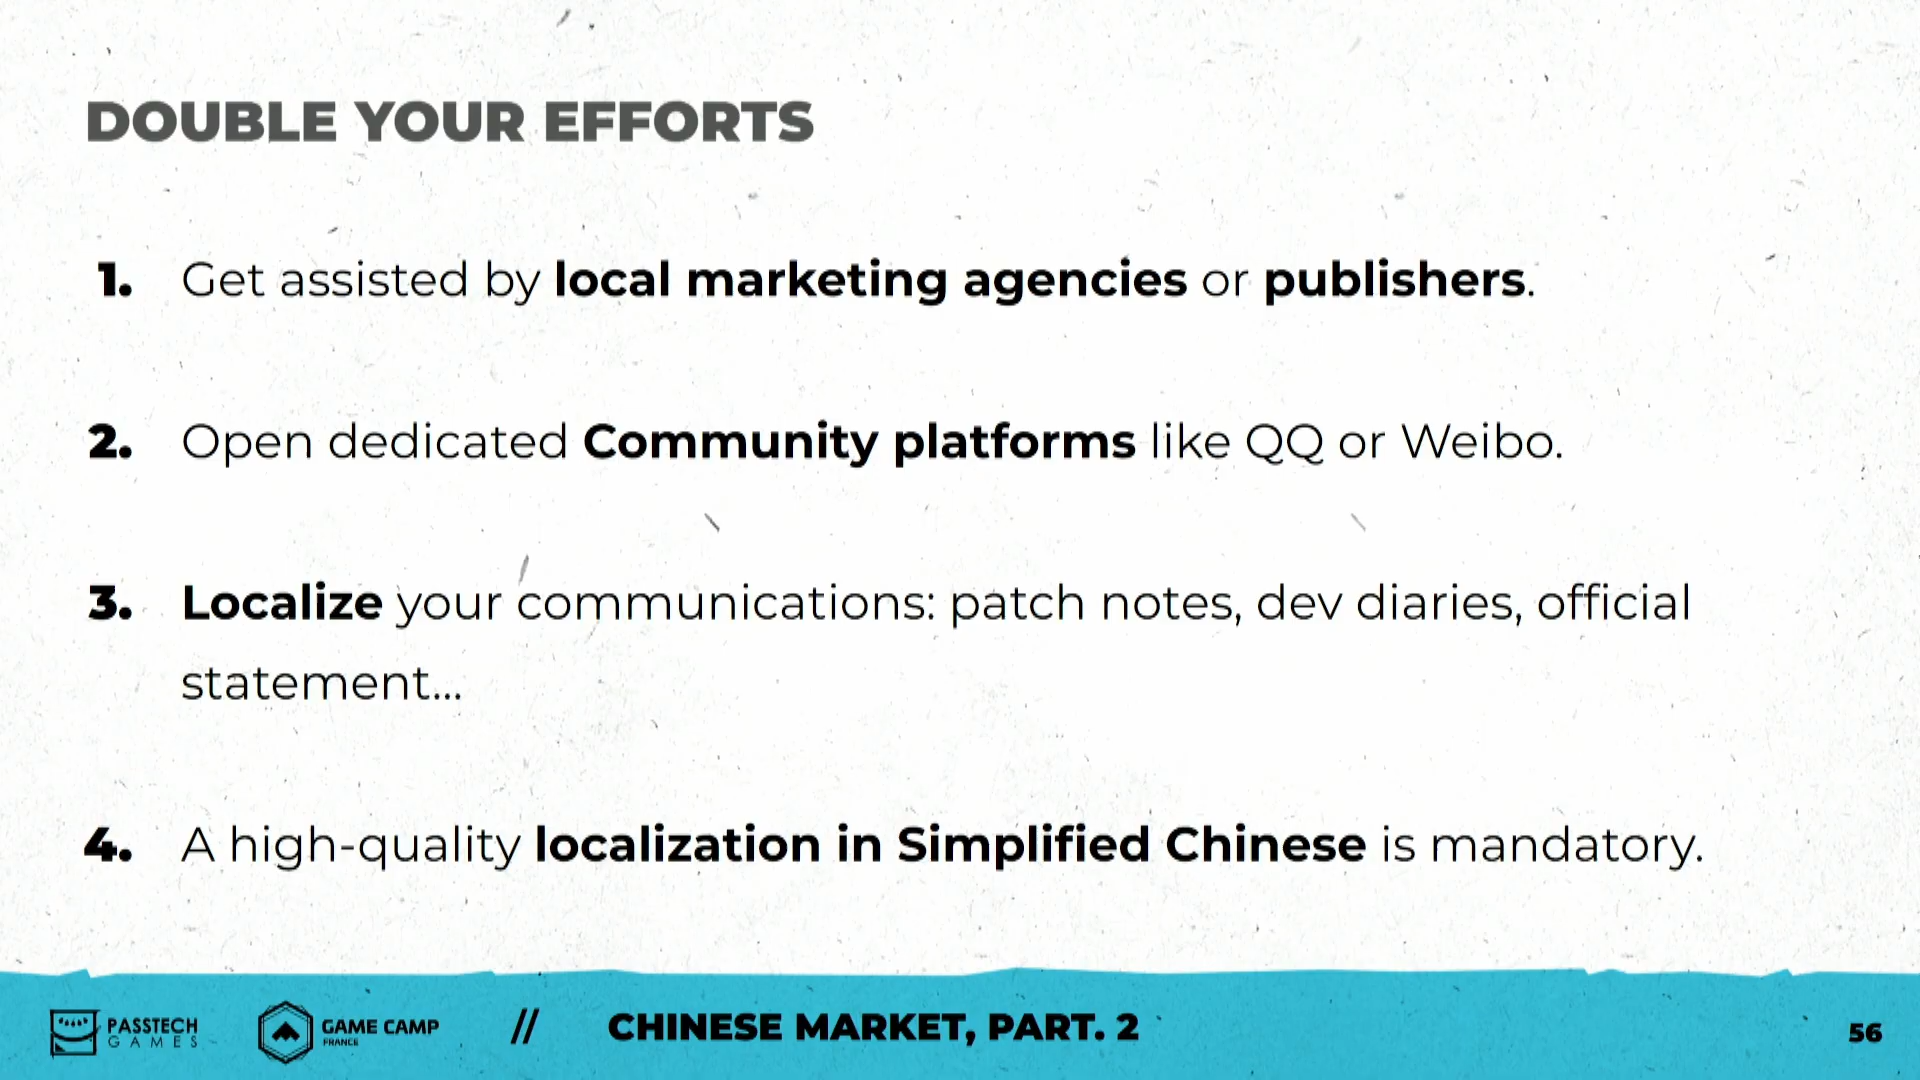 DOUBLE YOUR EFFORTS
1. Get assisted by local marketing agencies or publishers.
2. Open dedicated Community platforms like QQ or Weibo.
3. Localize your communications: patch notes, dev diaries, official
statement...
4. A high-quality localization in Simplified Chinese is mandatory.
PASSTECH
GAMES
GAME CAMP
FRANCE
// CHINESE MARKET, PART. 2
56